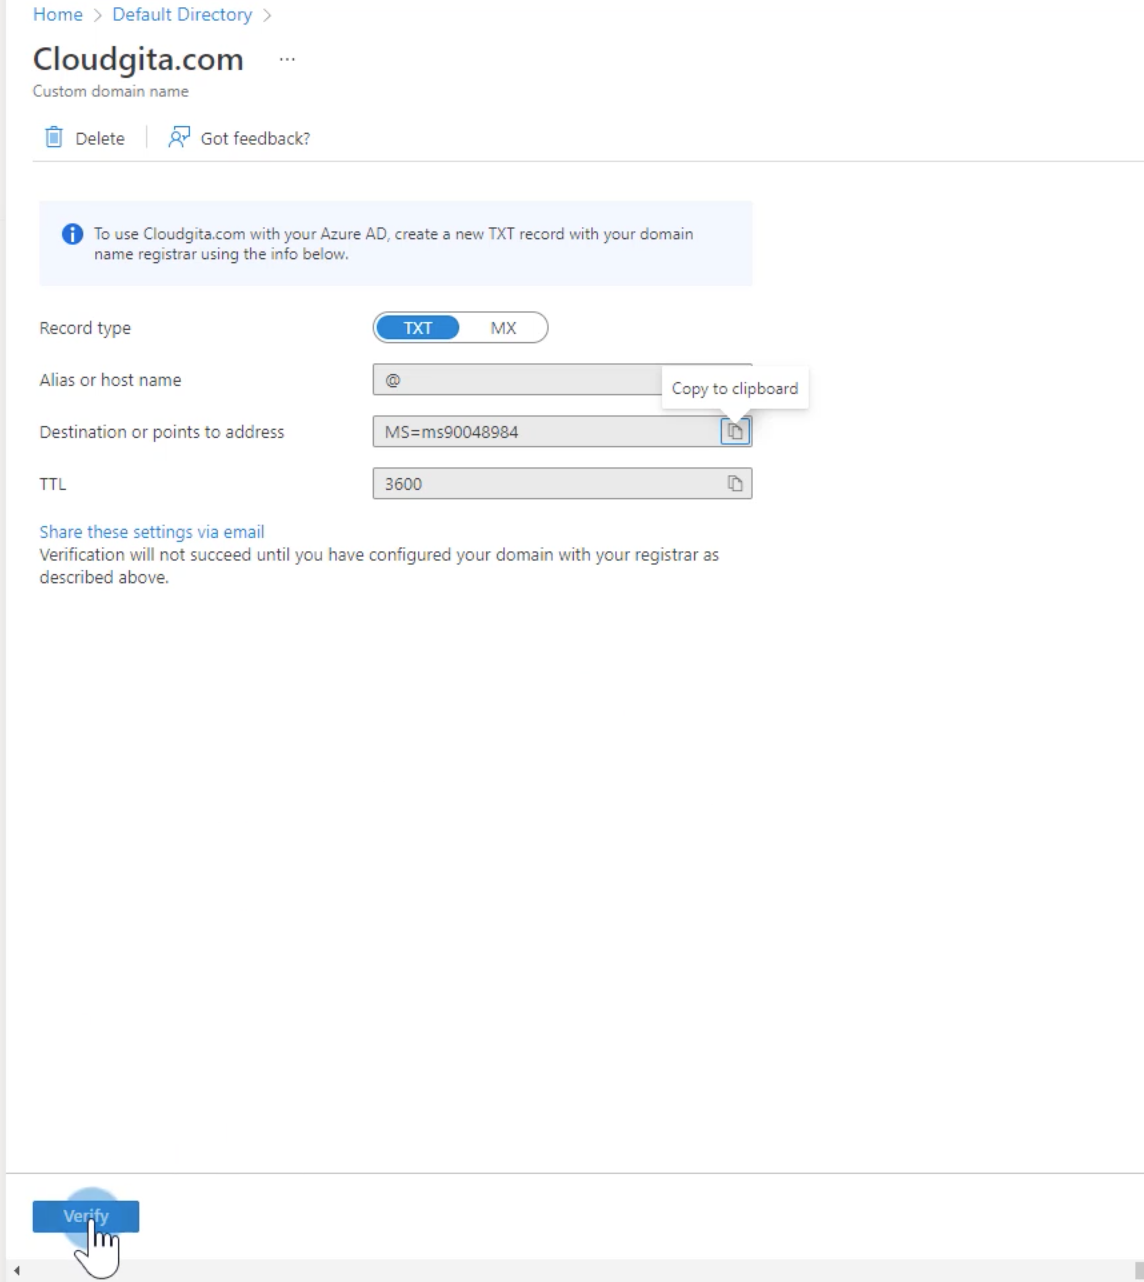 Home > Default Directory >
Cloudgita.com ...
Custom domain name
Delete
Got feedback?
To use Cloudgita.com with your Azure AD, create a new TXT record with your domain
name registrar using the info below.
Record type
TXT
MX
Alias or host name
@
Copy to clipboard
Destination or points to address
MS=ms90048984
TTL
3600
Share these settings via email
Verification will not succeed until you have configured your domain with your registrar as
described above.
Verify